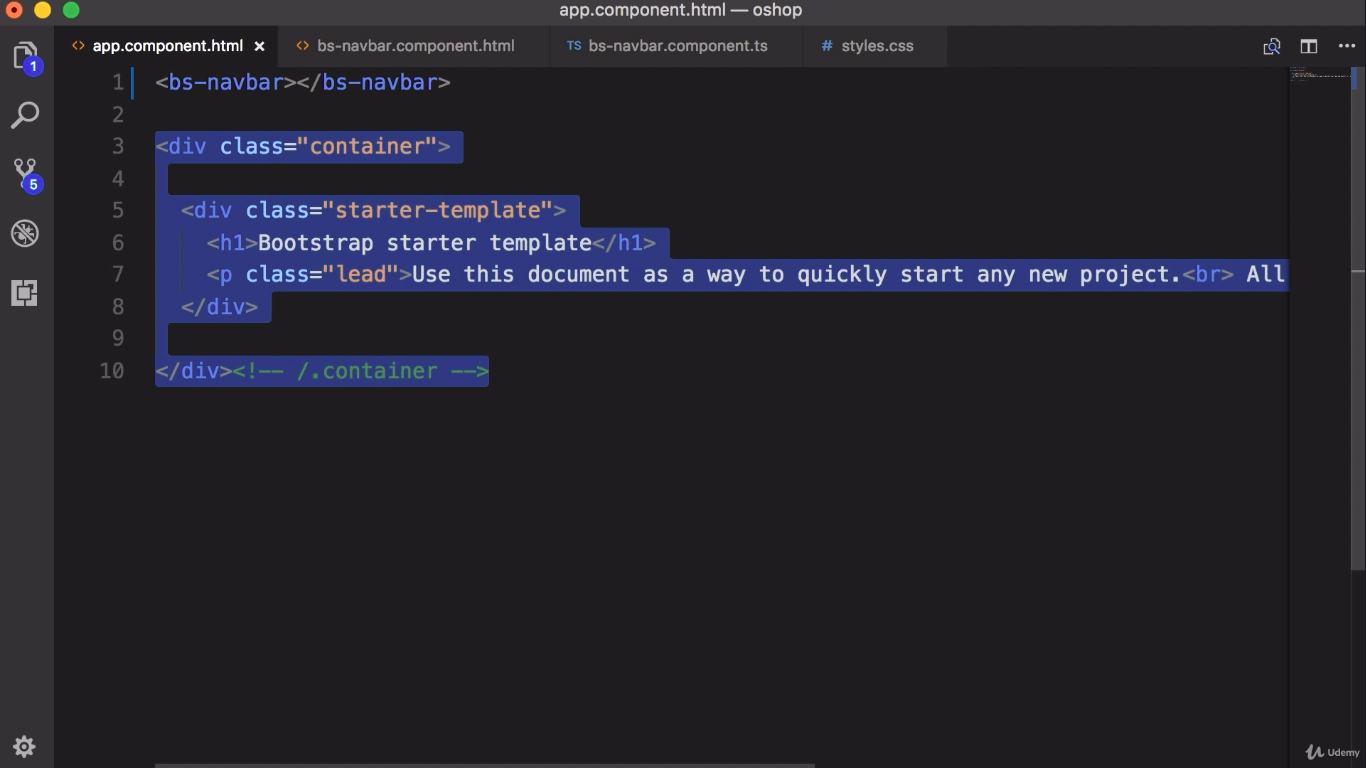 app.component.html — oshop
app.component.html × bs-navbar.component.html TS bs-navbar.component.ts # styles.css
1
5
1 <bs-navbar></bs-navbar>
2
3 <div class="container">
4
5 <div class="starter-template">
6 <h1>Bootstrap starter template</h1>
7 <p class="lead">Use this document as a way to quickly start any new project.<br> All
8 </div>
9
10 </div><!-- /.container -->
Udemy